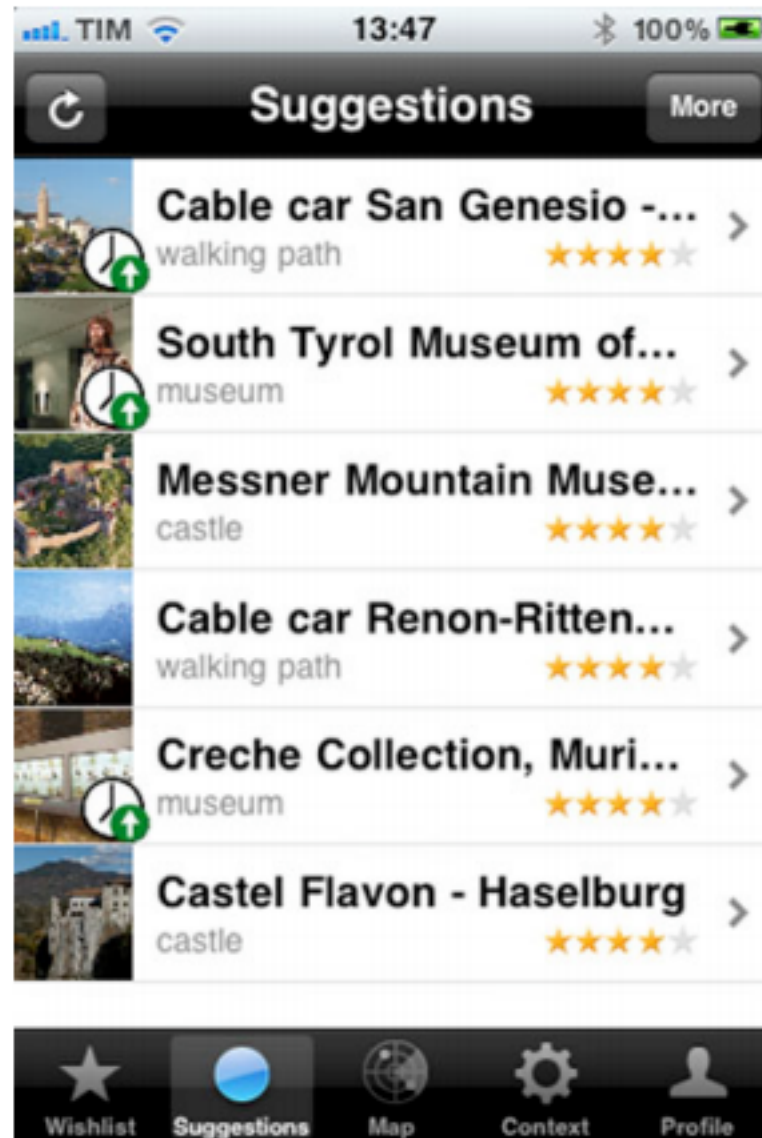 TIM 13:47 100%
Suggestions More
Cable car San Genesio -...
walking path
South Tyrol Museum of...
museum
Messner Mountain Muse...
castle
Cable car Renon-Ritten...
walking path
Creche Collection, Muri...
museum
Castel Flavon - Haselburg
castle
Wishlist Suggestions Map Context Profile